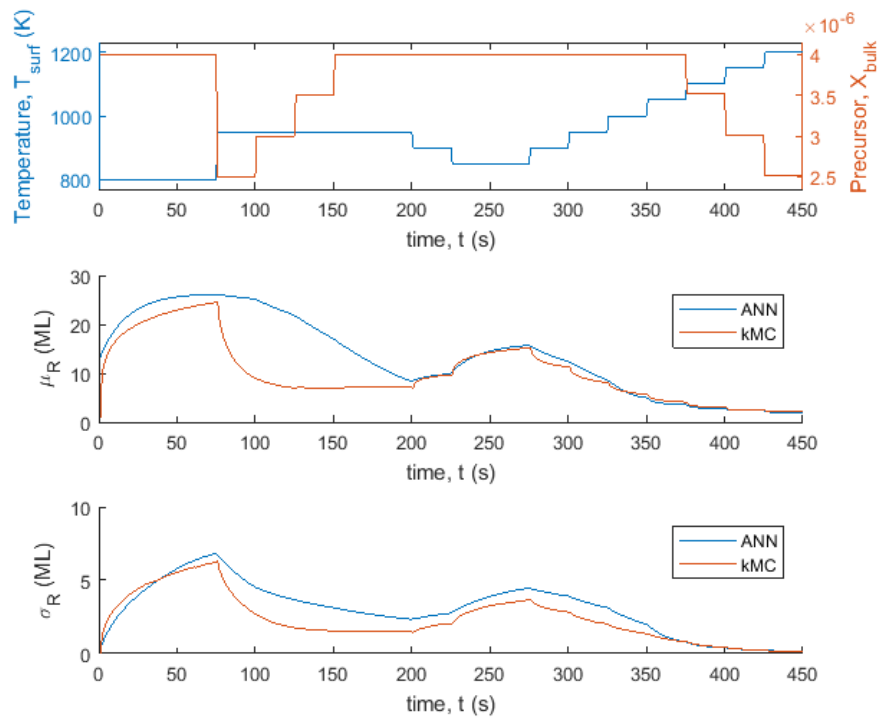 ×10⁻⁶
Temperature, T_surf (K)
1200
1000
800
Precursor, X_bulk
4
3.5
3
2.5
0 50 100 150 200 250 300 350 400 450
time, t (s)
μ_R (ML)
30
20
10
0
ANN
kMC
0 50 100 150 200 250 300 350 400 450
time, t (s)
σ_R (ML)
10
5
0
ANN
kMC
0 50 100 150 200 250 300 350 400 450
time, t (s)